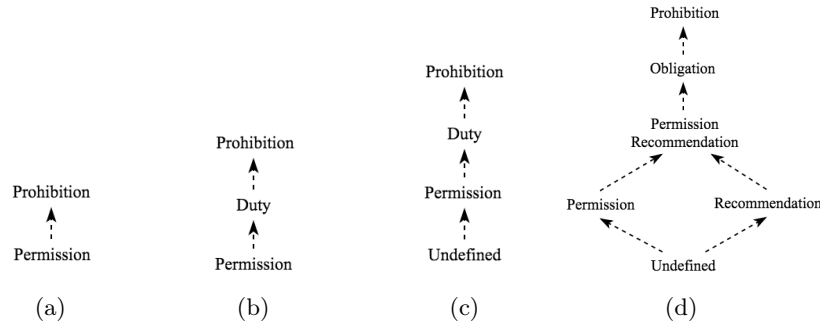 Prohibition
Permission
(a)
Prohibition
Duty
Permission
(b)
Prohibition
Duty
Permission
Undefined
(c)
Prohibition
Obligation
Permission
Recommendation
Permission Recommendation
Undefined
(d)